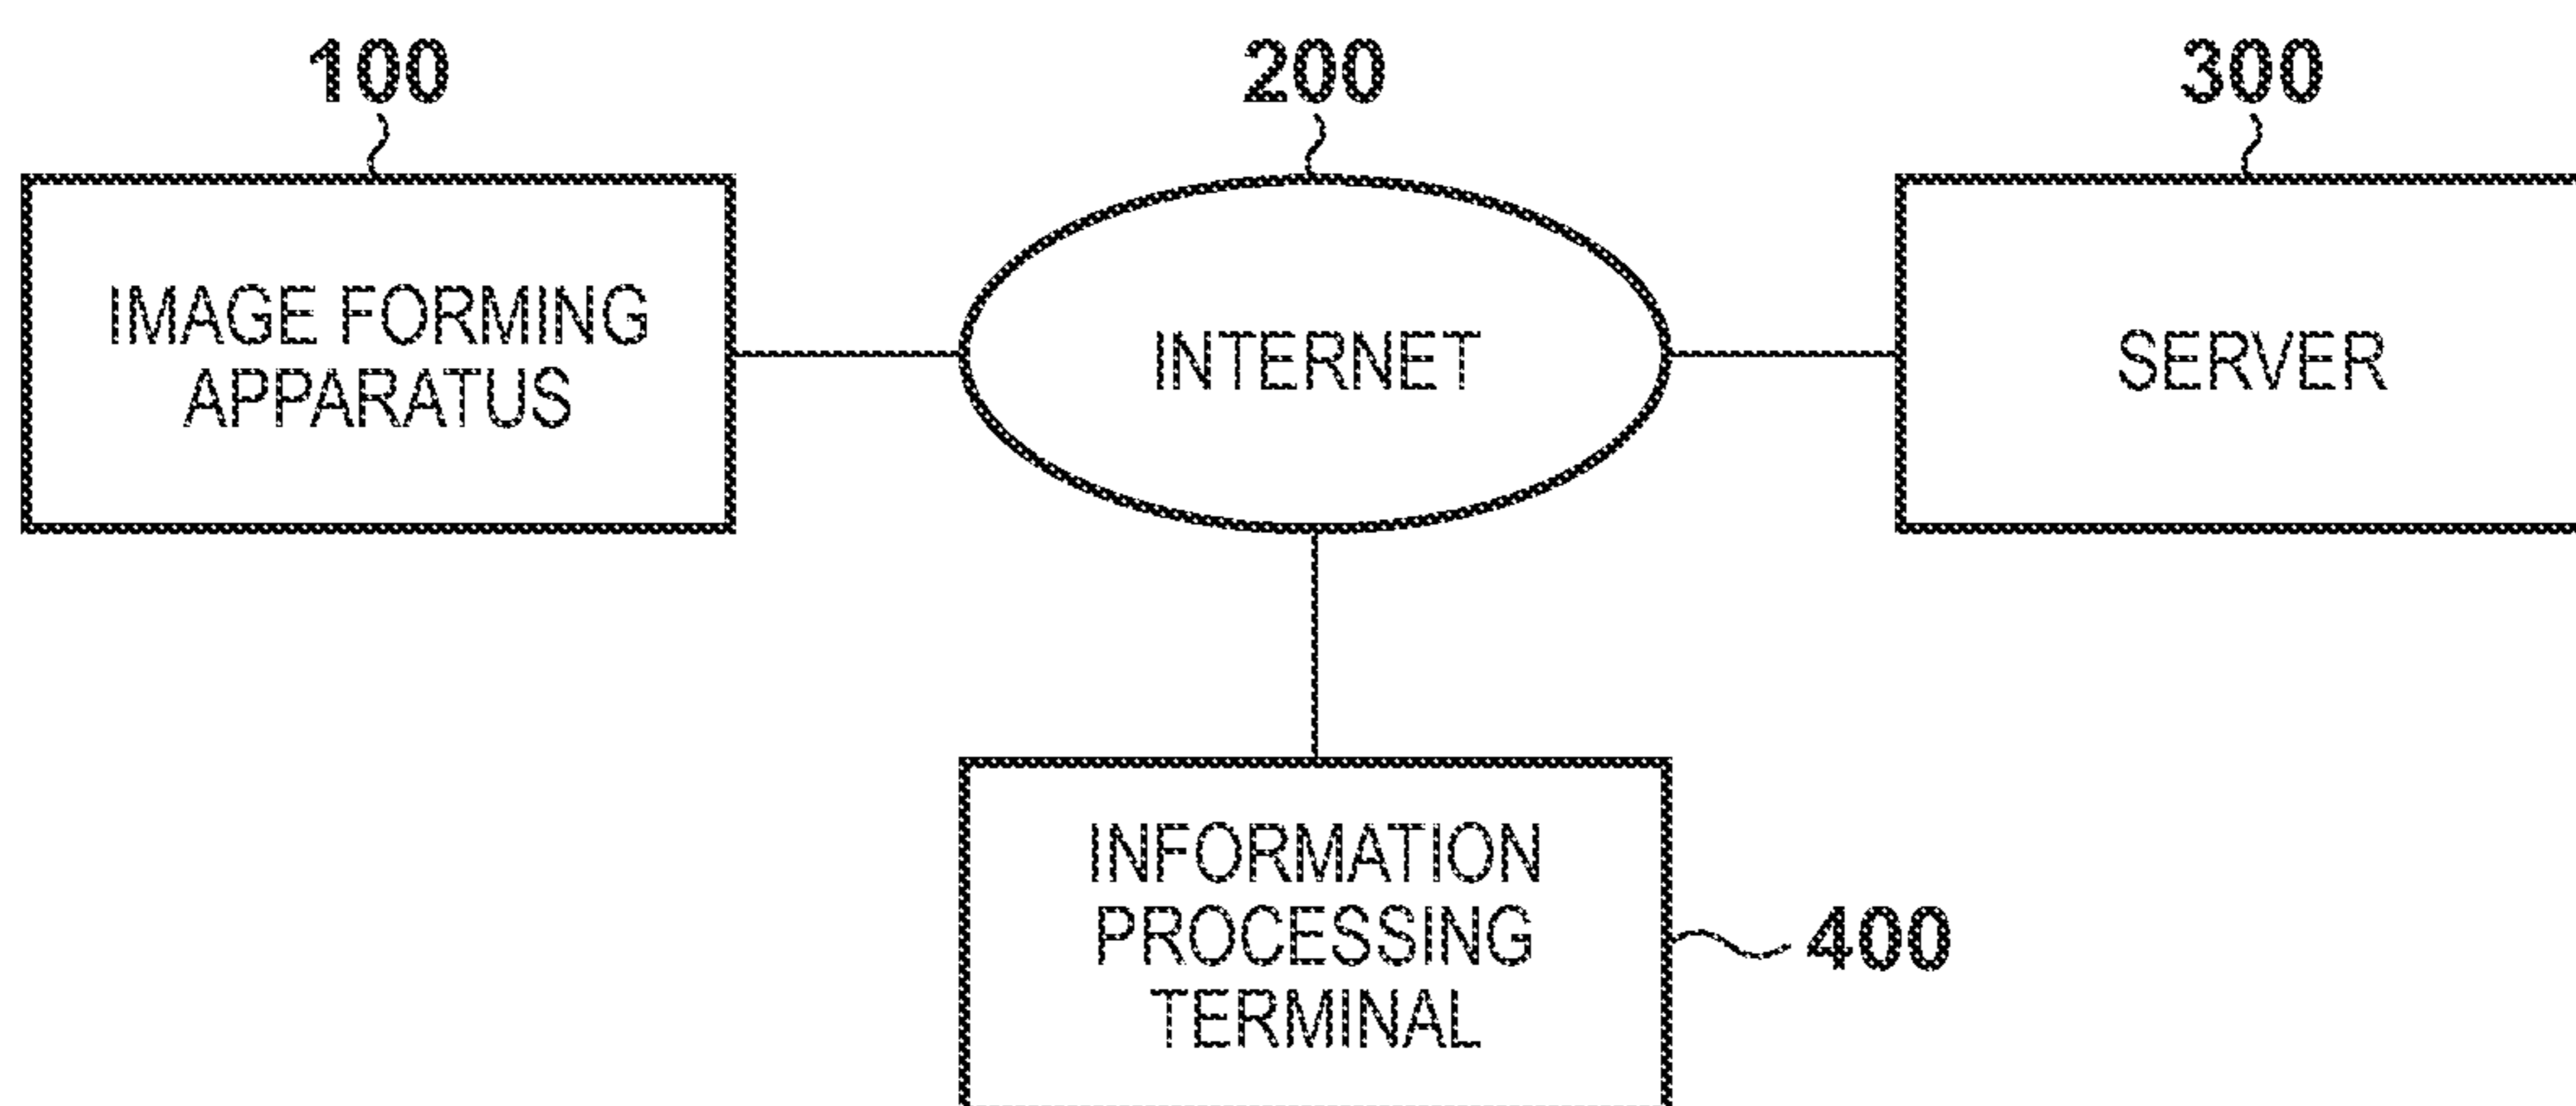 100
200
300
IMAGE FORMING
APPARATUS
INTERNET
SERVER
INFORMATION
PROCESSING
TERMINAL
400